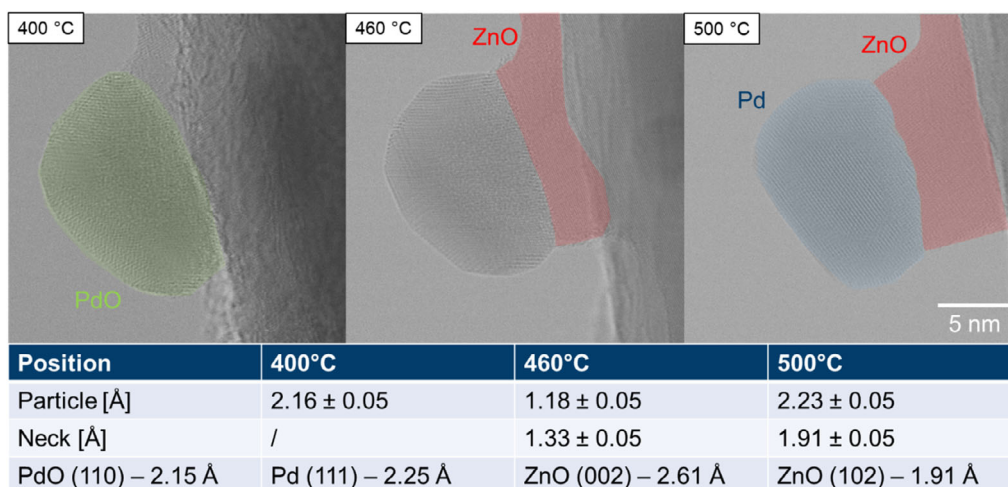 400 °C
460 °C
ZnO
500 °C
ZnO
Pd
PdO
5 nm
Position 400°C 460°C 500°C
Particle [Å] 2.16 ± 0.05 1.18 ± 0.05 2.23 ± 0.05
Neck [Å] / 1.33 ± 0.05 1.91 ± 0.05
PdO (110) – 2.15 Å Pd (111) – 2.25 Å ZnO (002) – 2.61 Å ZnO (102) – 1.91 Å